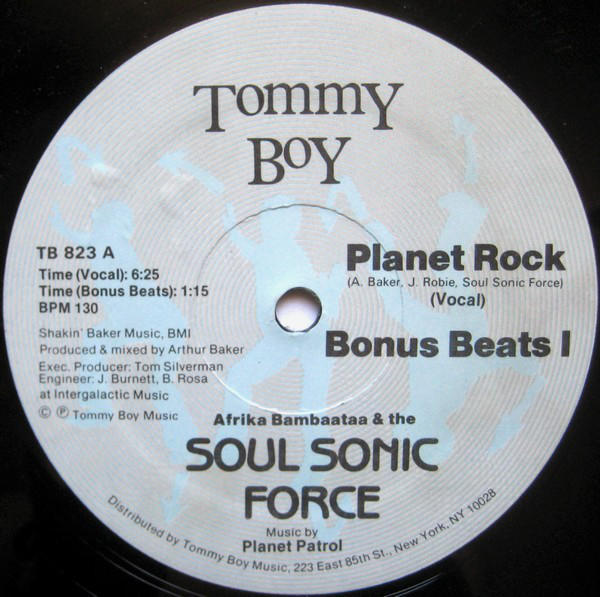 Tommy
Boy
TB 823 A
Time (Vocal): 6:25
Time (Bonus Beats): 1:15
BPM 130
Shakin' Baker Music, BMI
Produced & mixed by Arthur Baker
Exec. Producer: Tom Silverman
Engineer: J. Burnett, B. Rosa
at Intergalactic Music
© ℗ Tommy Boy Music
Planet Rock
(A. Baker, J. Robie, Soul Sonic Force)
(Vocal)
Bonus Beats I
Afrika Bambaataa & the
SOUL SONIC
FORCE
Music by
Planet Patrol
Distributed by Tommy Boy Music, 223 East 85th St., New York, NY 10028